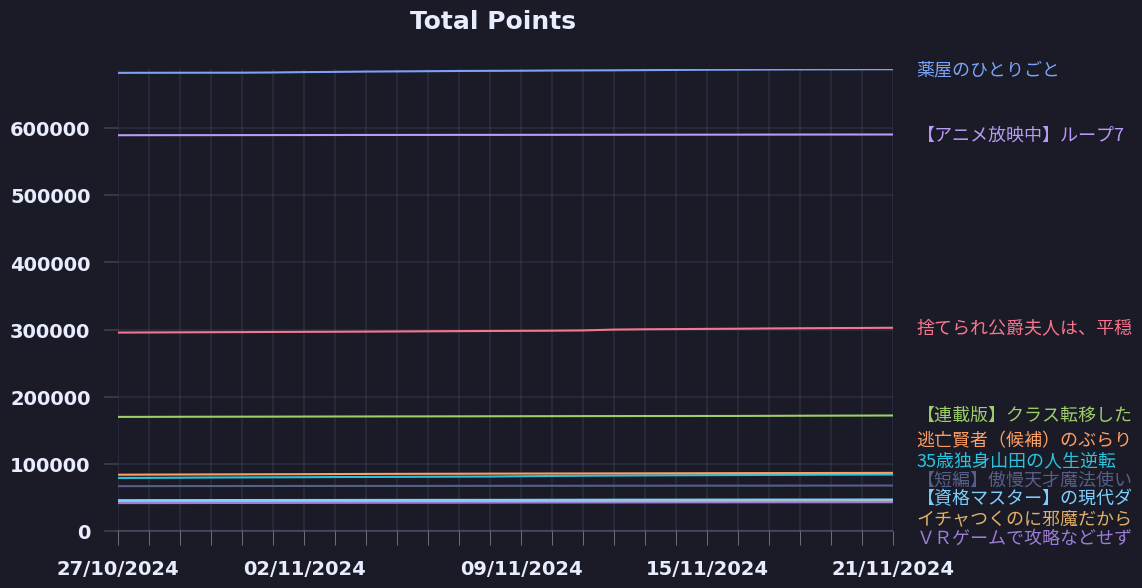 Total Points
薬屋のひとりごと
600000
【アニメ放映中】ループ7
500000
400000
300000
捨てられ公爵夫人は、平穏
200000
【連載版】クラス転移した
逃亡賢者（候補）のぶらり
100000
35歳独身山田の人生逆転
【短編】傲慢天才魔法使い
【資格マスター】の現代ダ
イチャつくのに邪魔だから
0
ＶＲゲームで攻略などせず
27/10/2024
02/11/2024
09/11/2024
15/11/2024
21/11/2024